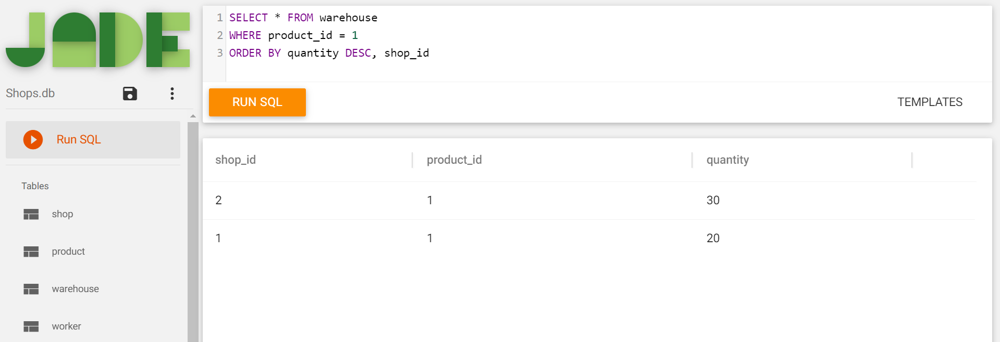 JADE
Shops.db
Run SQL
Tables
shop
product
warehouse
worker
1 SELECT * FROM warehouse
2 WHERE product_id = 1
3 ORDER BY quantity DESC, shop_id
RUN SQL
TEMPLATES
shop_id product_id quantity
2 1 30
1 1 20